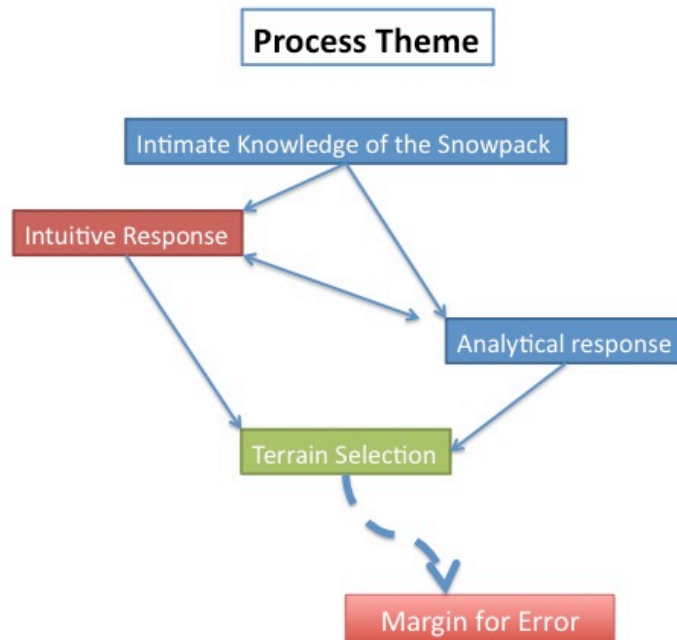 Process Theme
Intimate Knowledge of the Snowpack
Intuitive Response
Analytical response
Terrain Selection
Margin for Error